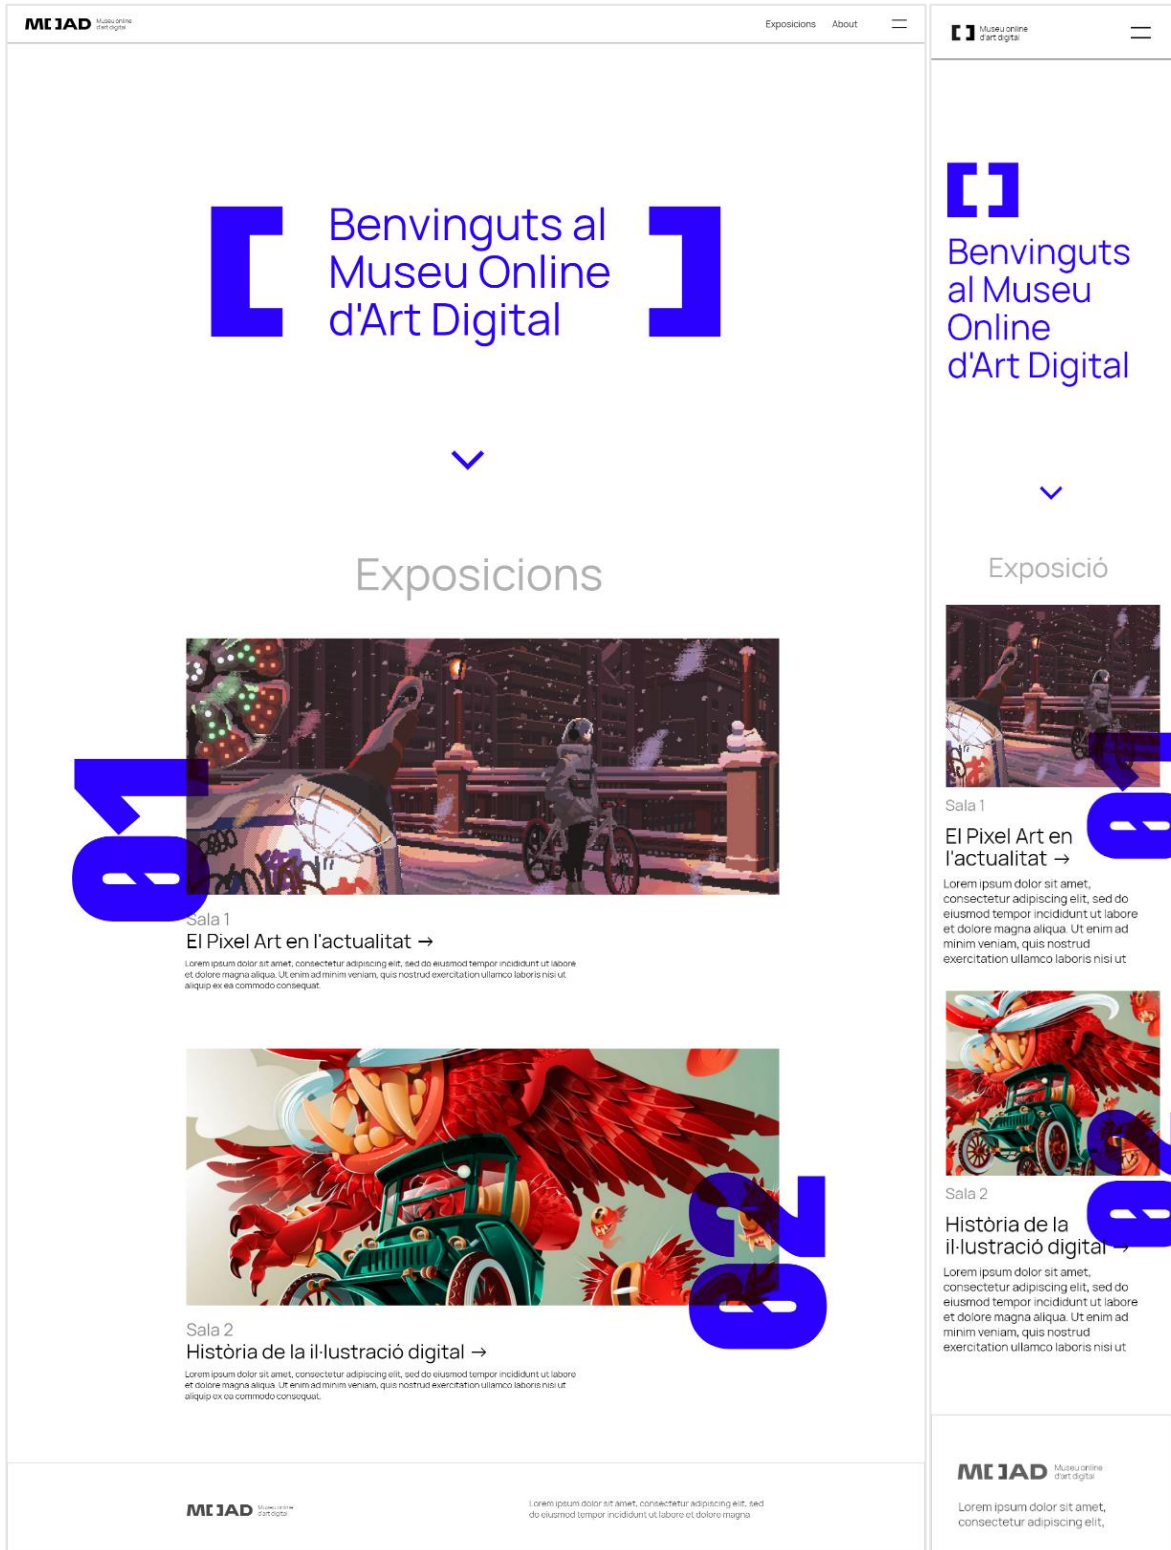 M[ ]AD
Museu online
d'art digital
Exposicions About
Benvinguts al
Museu Online
d'Art Digital
Exposicions
01
Sala 1
El Pixel Art en l'actualitat →
Lorem ipsum dolor sit amet, consectetur adipiscing elit, sed do eiusmod tempor incididunt ut labore
et dolore magna aliqua. Ut enim ad minim veniam, quis nostrud exercitation ullamco laboris nisi ut
aliquip ex ea commodo consequat.
02
Sala 2
Història de la il·lustració digital →
Lorem ipsum dolor sit amet, consectetur adipiscing elit, sed do eiusmod tempor incididunt ut labore
et dolore magna aliqua. Ut enim ad minim veniam, quis nostrud exercitation ullamco laboris nisi ut
aliquip ex ea commodo consequat.
M[ ]AD
Museu online
d'art digital
Lorem ipsum dolor sit amet, consectetur adipiscing elit, sed
do eiusmod tempor incididunt ut labore et dolore magna
[ ]
Museu online
d'art digital
[ ]
Benvinguts
al Museu
Online
d'Art Digital
Exposició
01
Sala 1
El Pixel Art en
l'actualitat →
Lorem ipsum dolor sit amet,
consectetur adipiscing elit, sed do
eiusmod tempor incididunt ut labore
et dolore magna aliqua. Ut enim ad
minim veniam, quis nostrud
exercitation ullamco laboris nisi ut
02
Sala 2
Història de la
il·lustració digital →
Lorem ipsum dolor sit amet,
consectetur adipiscing elit, sed do
eiusmod tempor incididunt ut labore
et dolore magna aliqua. Ut enim ad
minim veniam, quis nostrud
exercitation ullamco laboris nisi ut
M[ ]AD
Museu online
d'art digital
Lorem ipsum dolor sit amet,
consectetur adipiscing elit,